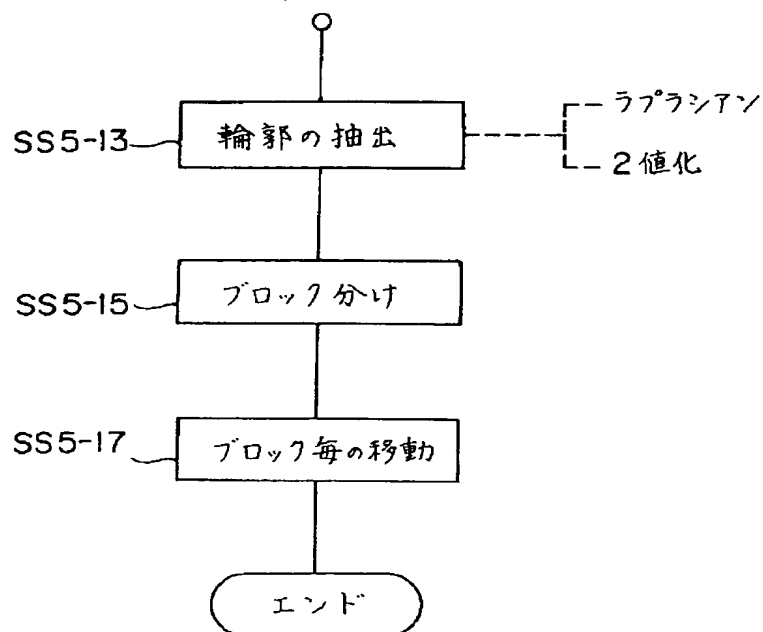 ラプラシアン
SS5-13
輪郭の抽出
2値化
SS5-15
ブロック分け
SS5-17
ブロック毎の移動
エンド